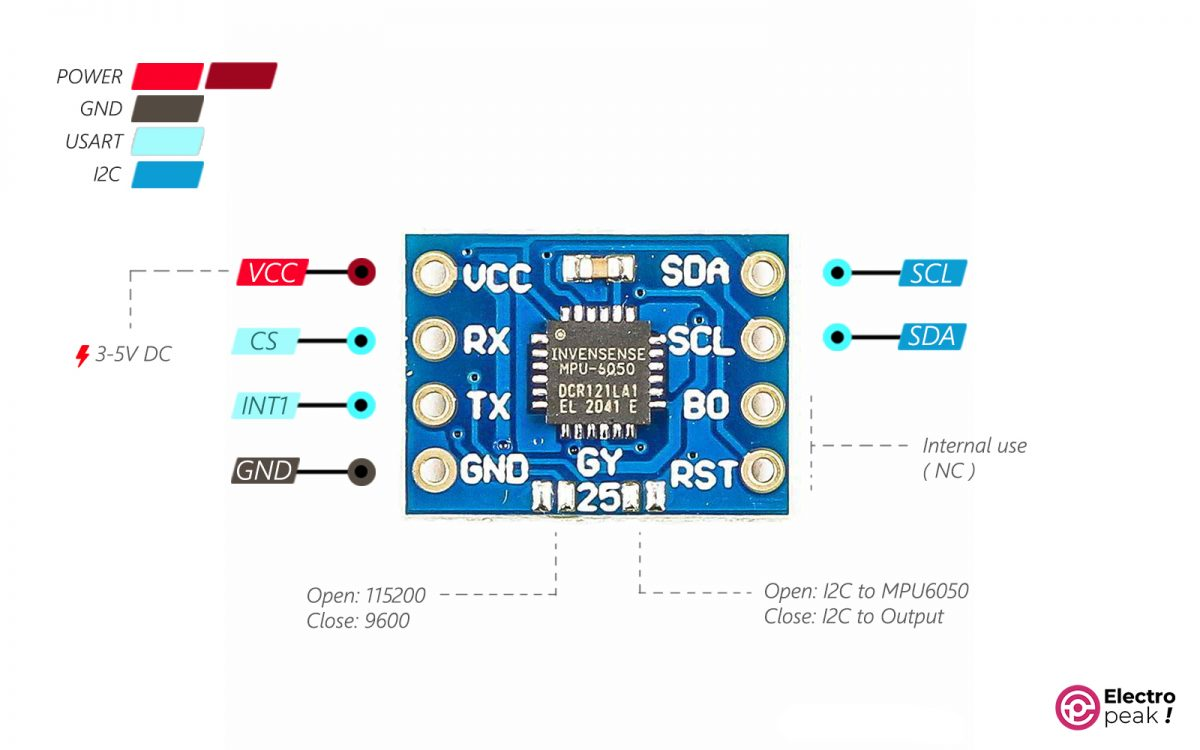 POWER
GND
USART
I2C
VCC
CS
INT1
GND
3-5V DC
VCC
RX
TX
GND
SDA
SCL
BO
RST
INVENSENSE
MPU-6050
DCR121LA1
EL 2041 E
GY
25
SCL
SDA
Internal use
( NC )
Open: 115200
Close: 9600
Open: I2C to MPU6050
Close: I2C to Output
Electro
peak !